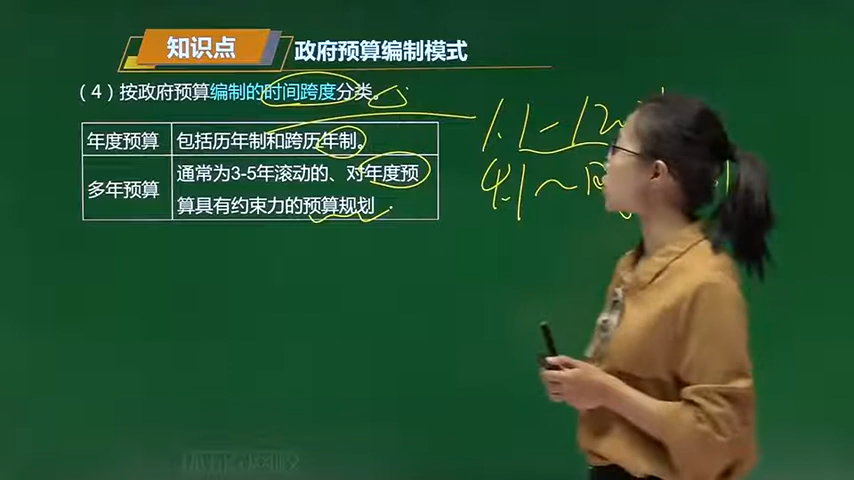 知识点 政府预算编制模式
（4）按政府预算编制的时间跨度分类。
年度预算 包括历年制和跨历年制。
多年预算 通常为3-5年滚动的、对年度预
算具有约束力的预算规划
1.1~12
4.1~